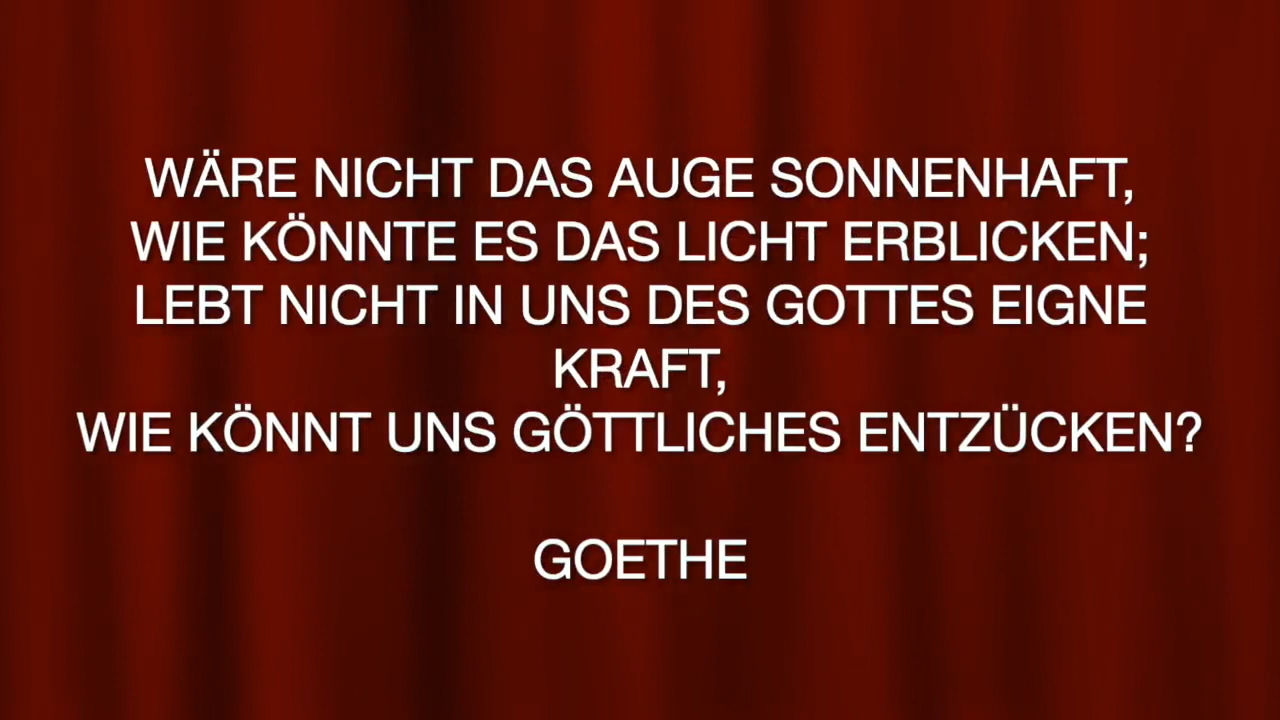 WÄRE NICHT DAS AUGE SONNENHAFT,
WIE KÖNNTE ES DAS LICHT ERBLICKEN;
LEBT NICHT IN UNS DES GOTTES EIGNE
KRAFT,
WIE KÖNNT UNS GÖTTLICHES ENTZÜCKEN?
GOETHE